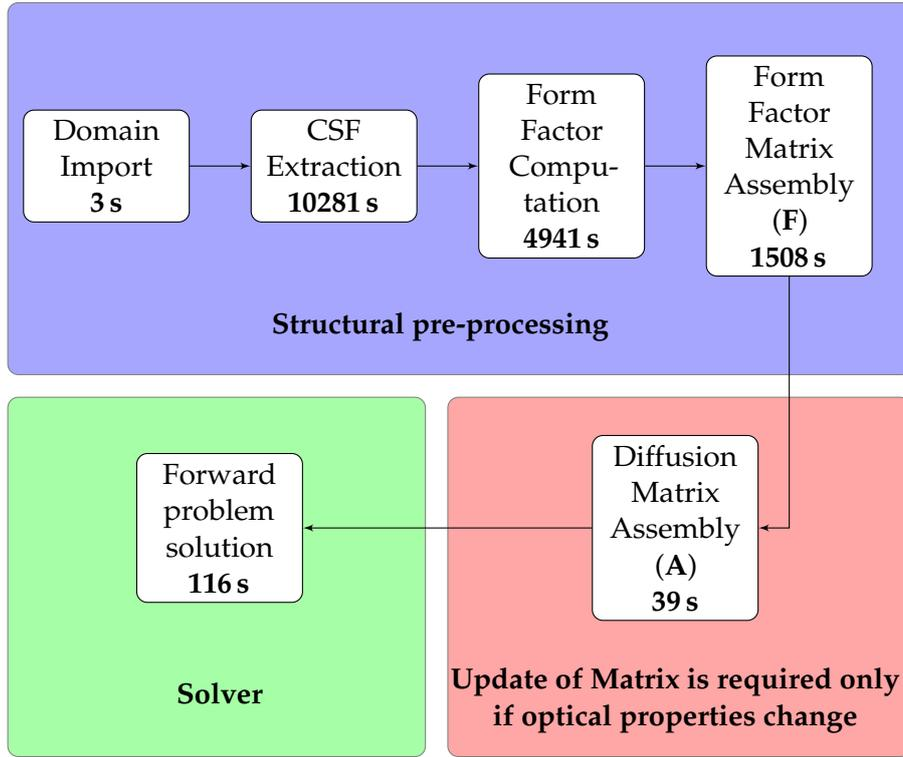 Domain
Import
3 s
CSF
Extraction
10281 s
Form
Factor
Compu-
tation
4941 s
Form
Factor
Matrix
Assembly
(F)
1508 s
Structural pre-processing
Forward
problem
solution
116 s
Solver
Diffusion
Matrix
Assembly
(A)
39 s
Update of Matrix is required only
if optical properties change